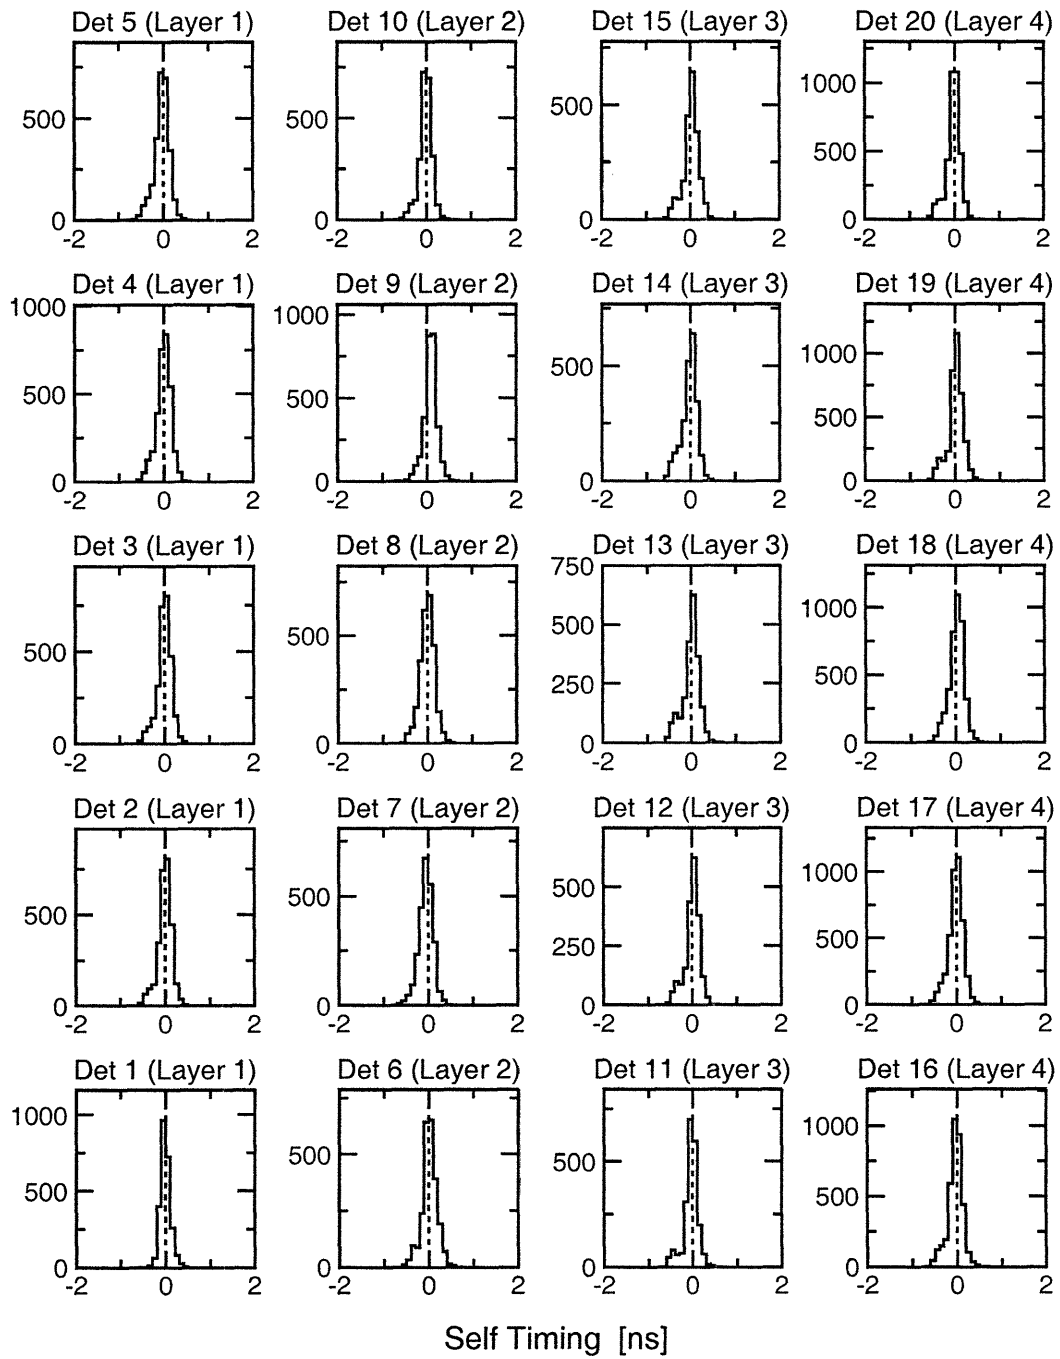 Det 5 (Layer 1) Det 10 (Layer 2) Det 15 (Layer 3) Det 20 (Layer 4)
500 500 500 1000
500
0 0 0 0
-2 0 2 -2 0 2 -2 0 2 -2 0 2
Det 4 (Layer 1) Det 9 (Layer 2) Det 14 (Layer 3) Det 19 (Layer 4)
1000 1000 500 1000
500 500 500
0 0 0 0
-2 0 2 -2 0 2 -2 0 2 -2 0 2
Det 3 (Layer 1) Det 8 (Layer 2) Det 13 (Layer 3) Det 18 (Layer 4)
750
500 500 500 1000
250 500
0 0 0 0
-2 0 2 -2 0 2 -2 0 2 -2 0 2
Det 2 (Layer 1) Det 7 (Layer 2) Det 12 (Layer 3) Det 17 (Layer 4)
500 500 500 1000
250 500
0 0 0 0
-2 0 2 -2 0 2 -2 0 2 -2 0 2
Det 1 (Layer 1) Det 6 (Layer 2) Det 11 (Layer 3) Det 16 (Layer 4)
1000 500 500 1000
500 500
0 0 0 0
-2 0 2 -2 0 2 -2 0 2 -2 0 2
Self Timing [ns]